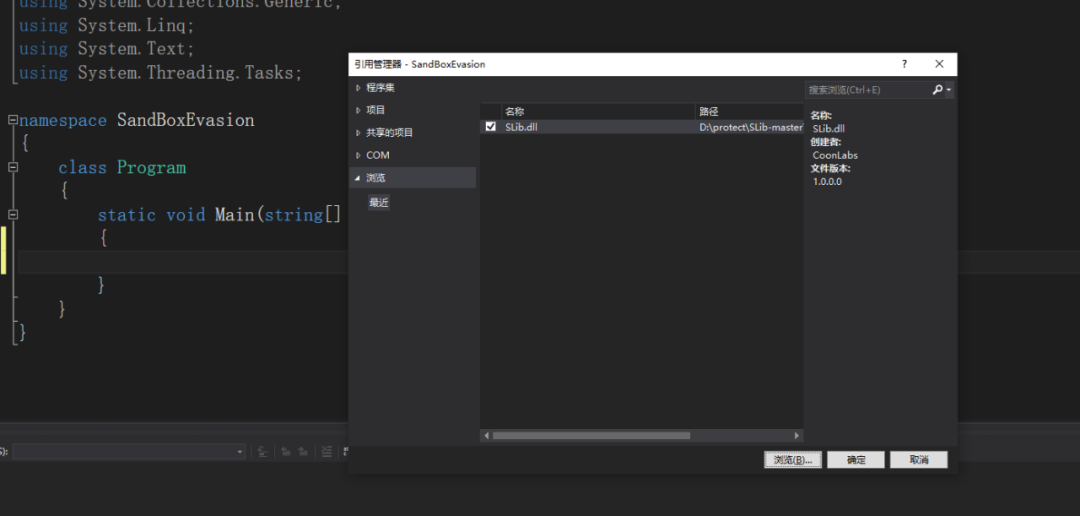 using System.Collections.Generic;
using System.Linq;
using System.Text;
using System.Threading.Tasks;
namespace SandBoxEvasion
{
class Program
{
static void Main(string[]
{
}
}
}
引用管理器 - SandBoxEvasion
?
程序集
项目
共享的项目
COM
浏览
最近
名称
路径
SLib.dll
D:\protect\SLib-master\
搜索浏览(Ctrl+E)
名称:
SLib.dll
创建者:
CoonLabs
文件版本:
1.0.0.0
浏览(B)...
确定
取消